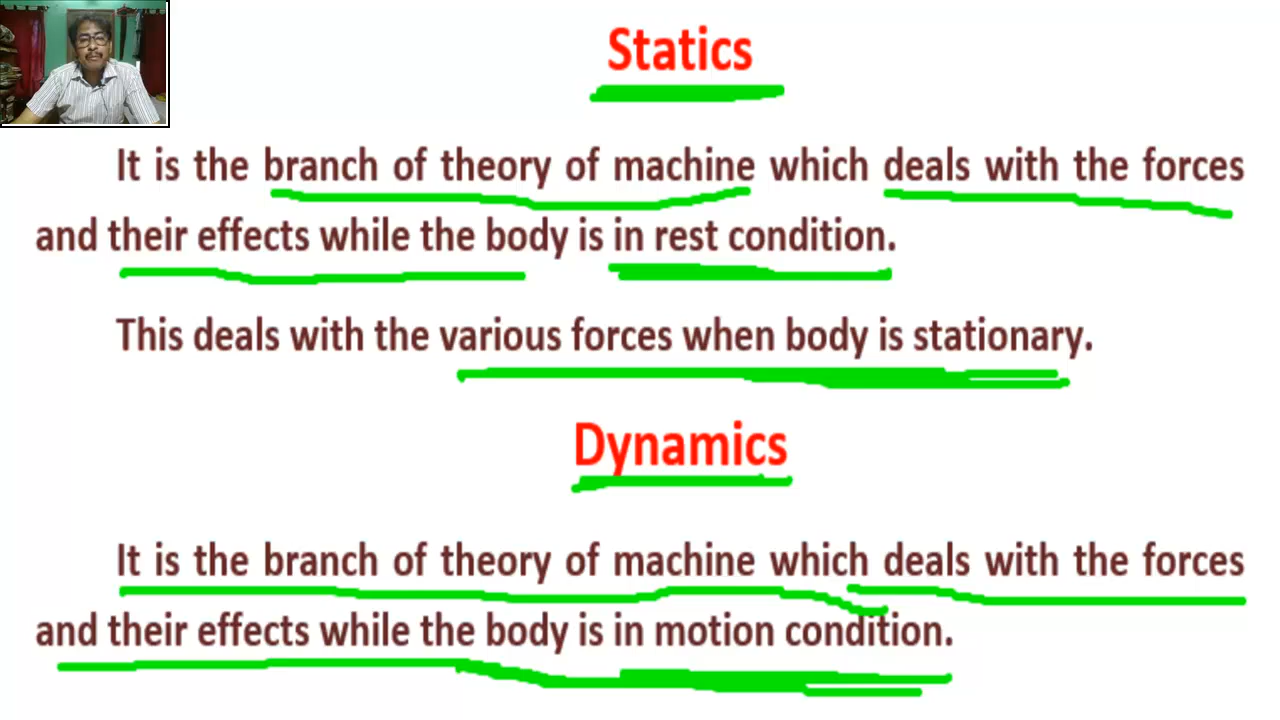 Statics
It is the branch of theory of machine which deals with the forces
and their effects while the body is in rest condition.
This deals with the various forces when body is stationary.
Dynamics
It is the branch of theory of machine which deals with the forces
and their effects while the body is in motion condition.